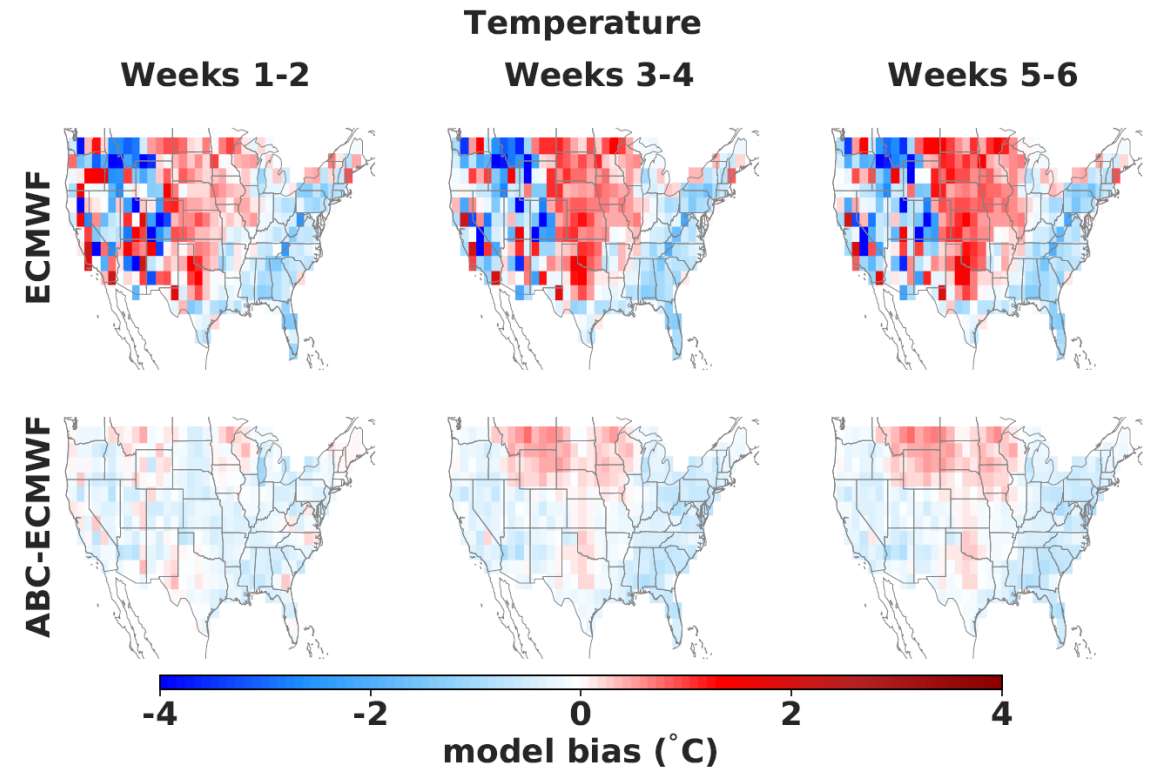 Temperature
Weeks 1-2 Weeks 3-4 Weeks 5-6
ECMWF
ABC-ECMWF
-4 -2 0 2 4
model bias (°C)